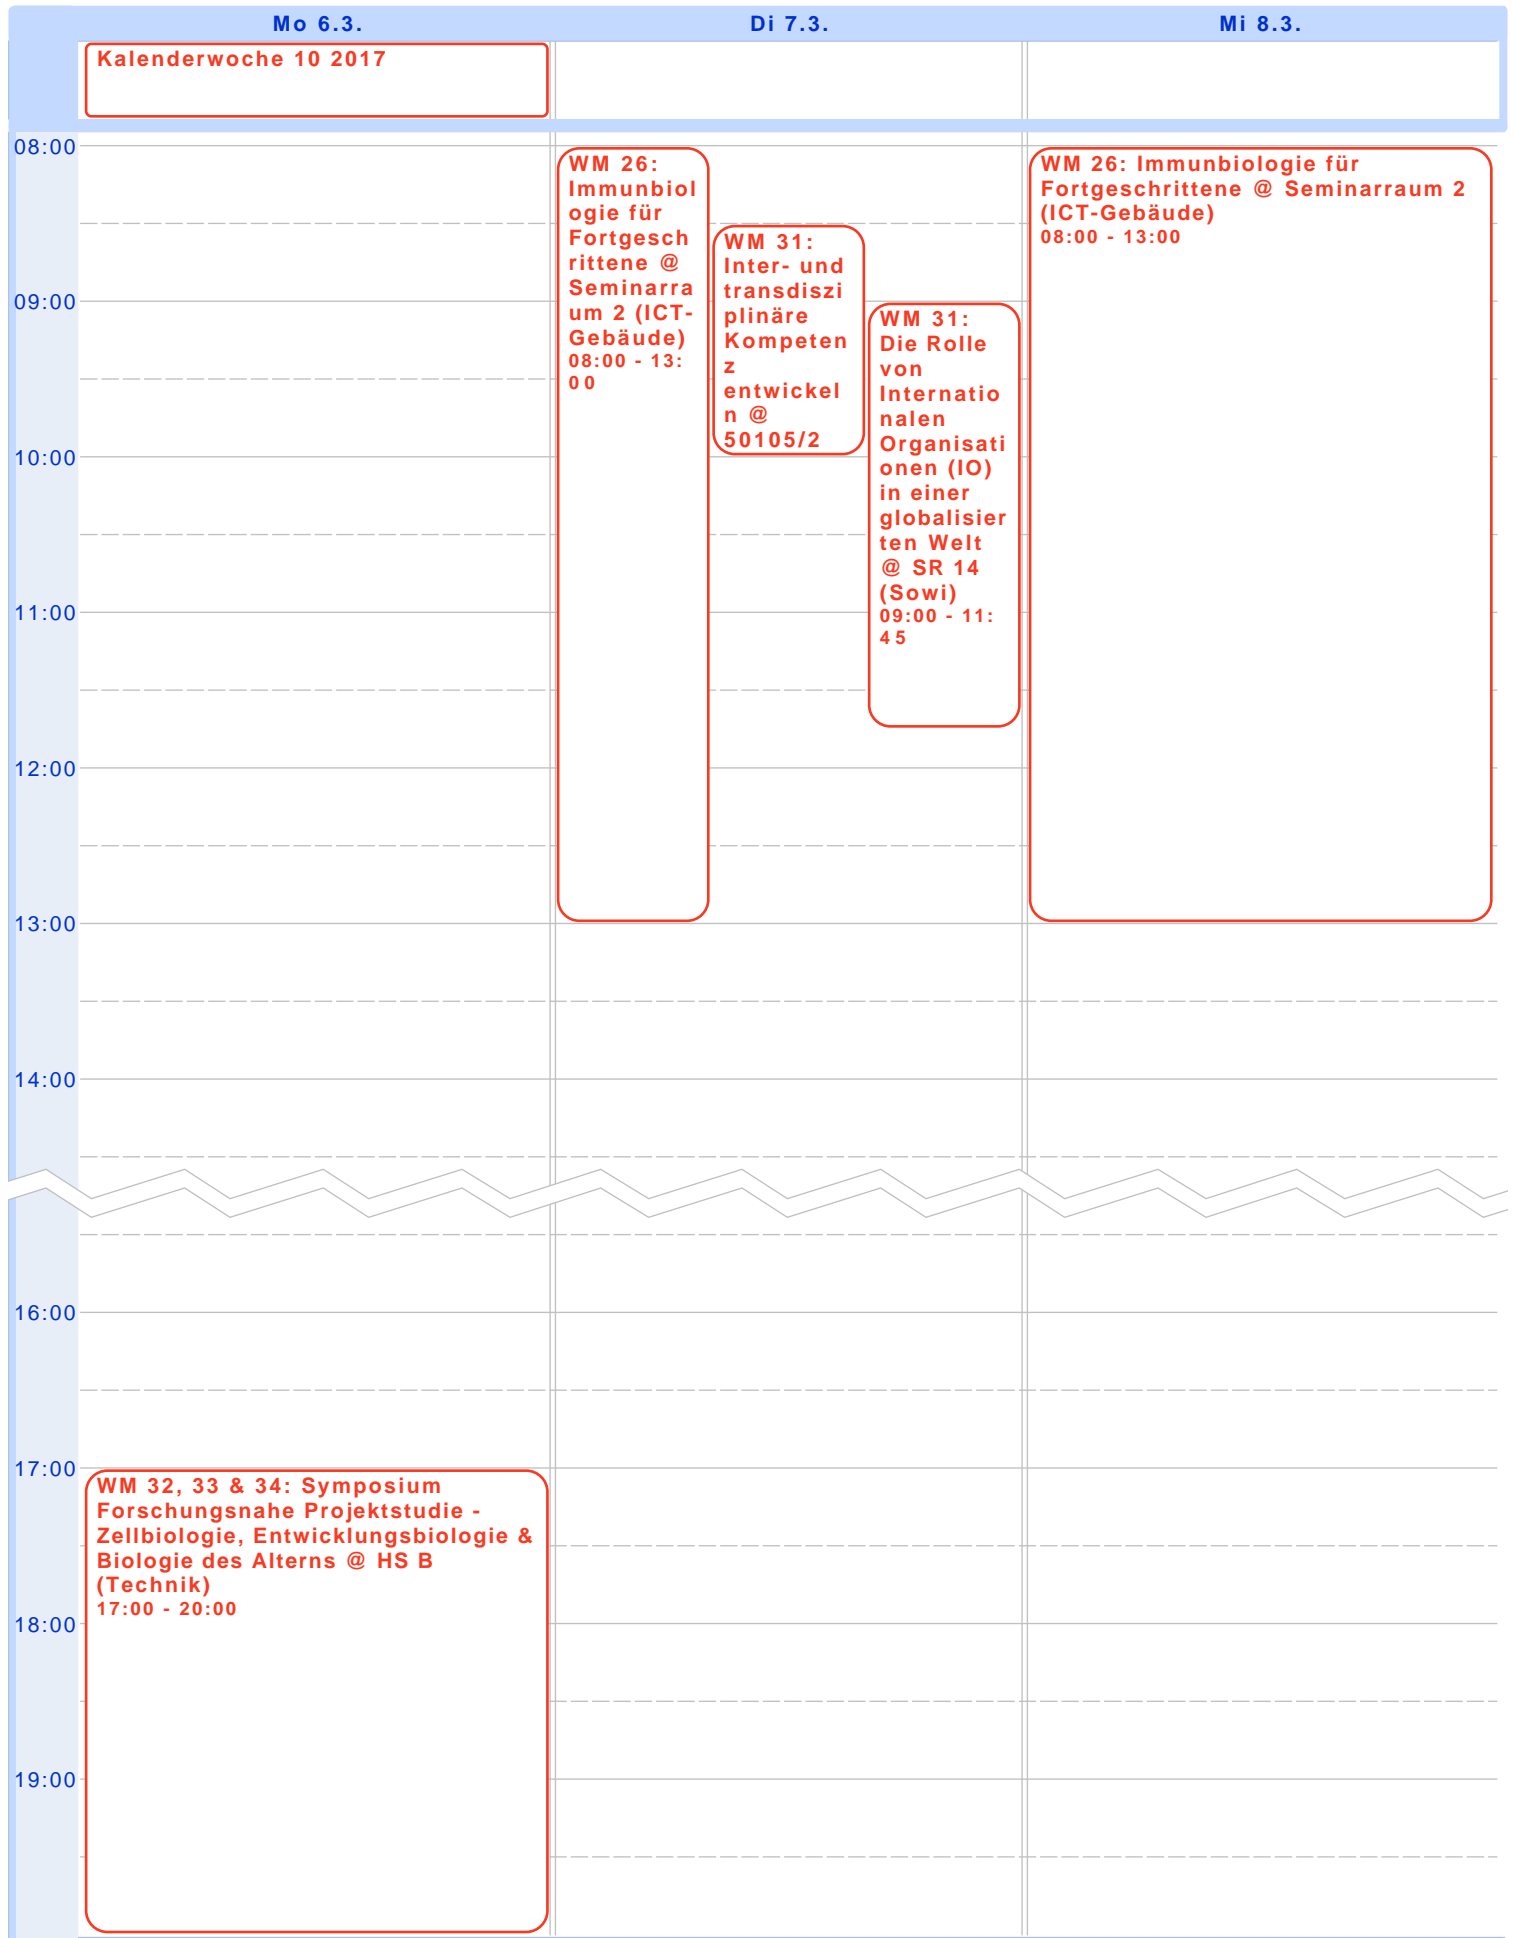 Mo 6.3.
Di 7.3.
Mi 8.3.
Kalenderwoche 10 2017
08:00
09:00
10:00
11:00
12:00
13:00
14:00
16:00
17:00
18:00
19:00
WM 32, 33 & 34: Symposium
Forschungsnahe Projektstudie -
Zellbiologie, Entwicklungsbiologie &
Biologie des Alterns @ HS B
(Technik)
17:00 - 20:00
WM 26:
Immunbiol
ogie für
Fortgesch
rittene @
Seminarra
um 2 (ICT-
Gebäude)
08:00 - 13:
00
WM 31:
Inter- und
transdiszi
plinäre
Kompeten
z
entwickel
n @
50105/2
WM 31:
Die Rolle
von
Internatio
nalen
Organisati
onen (IO)
in einer
globalisier
ten Welt
@ SR 14
(Sowi)
09:00 - 11:
45
WM 26: Immunbiologie für
Fortgeschrittene @ Seminarraum 2
(ICT-Gebäude)
08:00 - 13:00